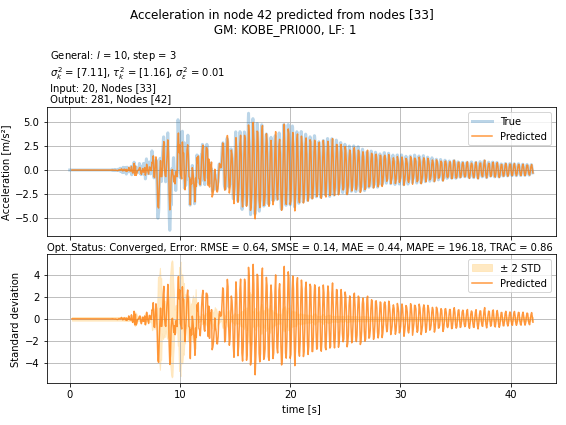 Acceleration in node 42 predicted from nodes [33]
GM: KOBE_PRI000, LF: 1
General: l = 10, step = 3
σ²_k = [7.11], τ²_k = [1.16], σ²_ε = 0.01
Input: 20, Nodes [33]
Output: 281, Nodes [42]
Acceleration [m/s²]
5.0
2.5
0.0
−2.5
−5.0
True
Predicted
Opt. Status: Converged, Error: RMSE = 0.64, SMSE = 0.14, MAE = 0.44, MAPE = 196.18, TRAC = 0.86
Standard deviation
4
2
0
−2
−4
± 2 STD
Predicted
0 10 20 30 40
time [s]